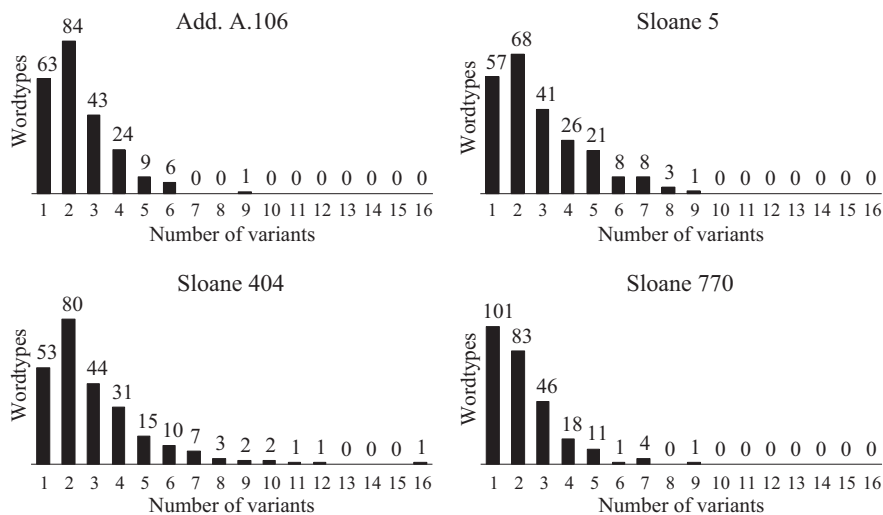 Add. A.106
Wordtypes
63 84 43 24 9 6 0 0 1 0 0 0 0 0 0 0
1 2 3 4 5 6 7 8 9 10 11 12 13 14 15 16
Number of variants
Sloane 5
Wordtypes
57 68 41 26 21 8 8 3 1 0 0 0 0 0 0 0
1 2 3 4 5 6 7 8 9 10 11 12 13 14 15 16
Number of variants
Sloane 404
Wordtypes
53 80 44 31 15 10 7 3 2 2 1 1 0 0 0 1
1 2 3 4 5 6 7 8 9 10 11 12 13 14 15 16
Number of variants
Sloane 770
Wordtypes
101 83 46 18 11 1 4 0 1 0 0 0 0 0 0 0
1 2 3 4 5 6 7 8 9 10 11 12 13 14 15 16
Number of variants